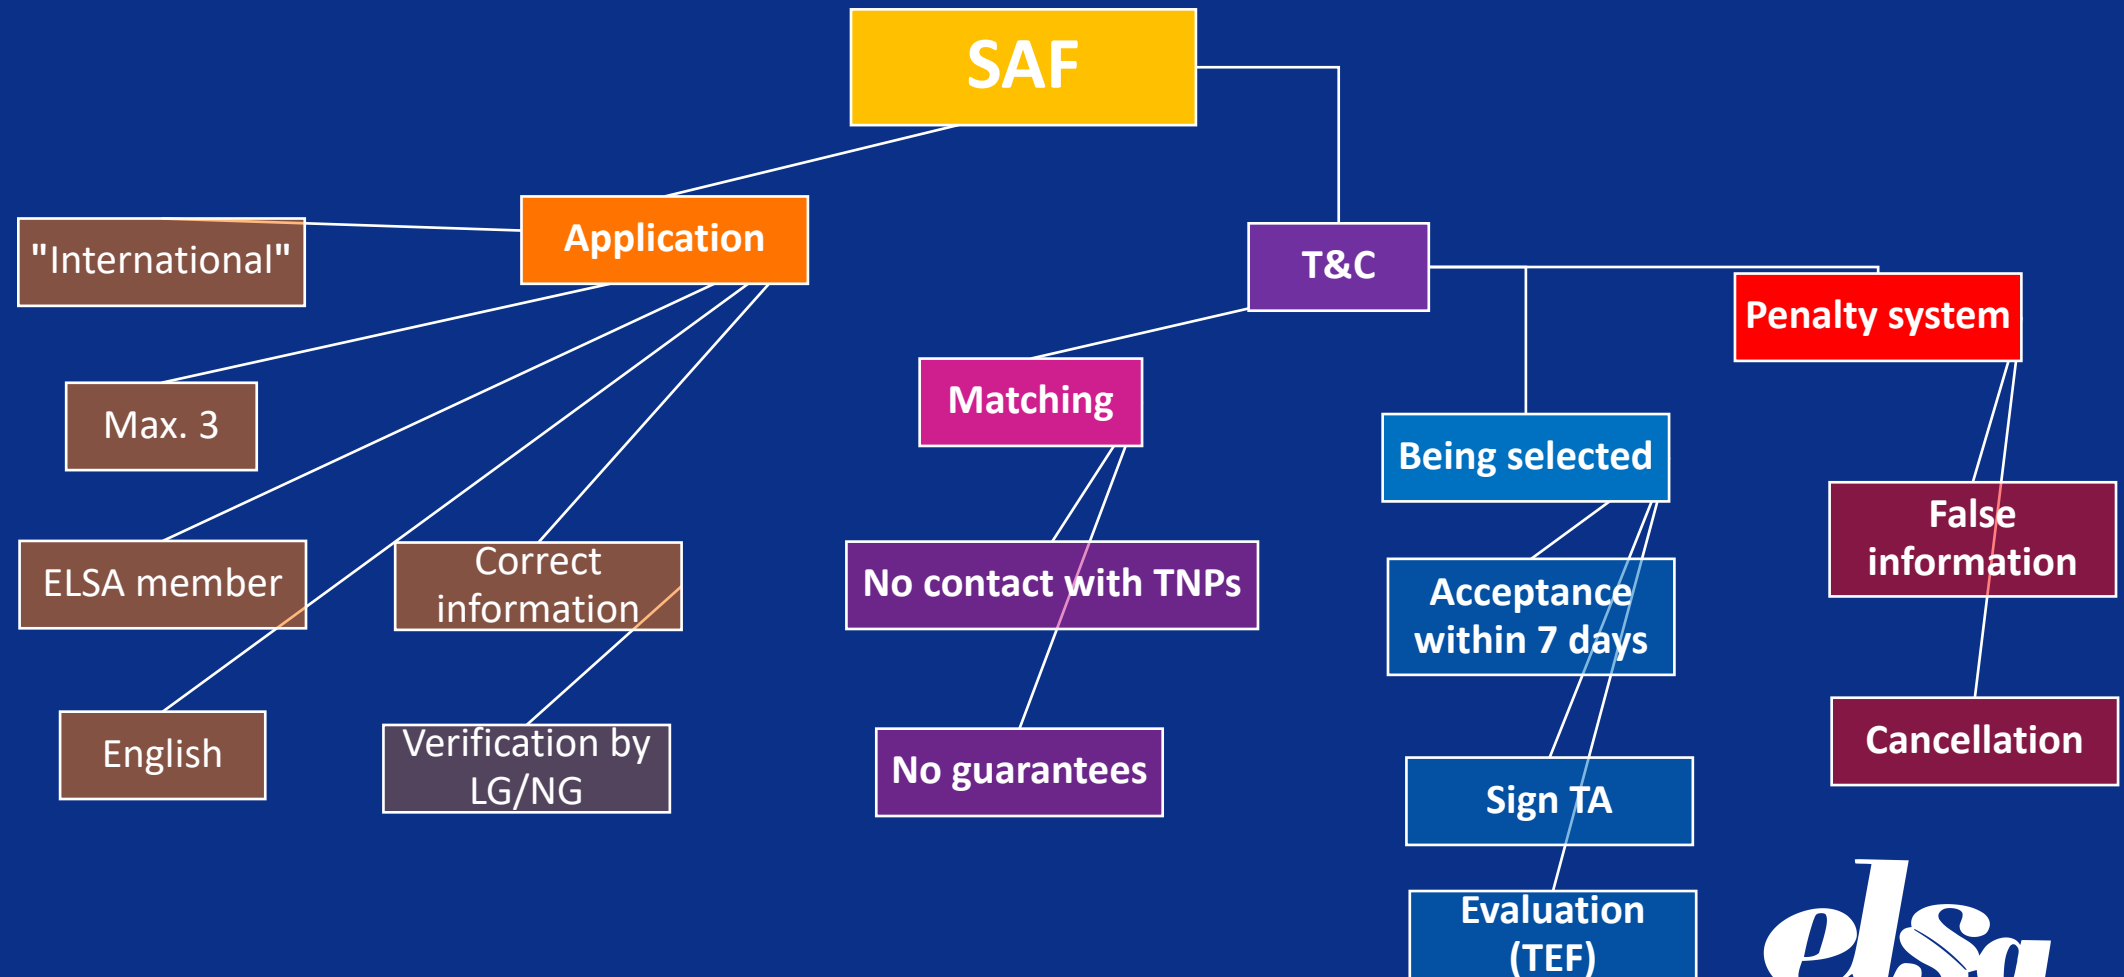 SAF
Application
"International"
Max. 3
ELSA member
English
Correct
information
Verification by
LG/NG
T&C
Matching
No contact with TNPs
No guarantees
Being selected
Acceptance
within 7 days
Sign TA
Evaluation
(TEF)
Penalty system
False
information
Cancellation
elsa